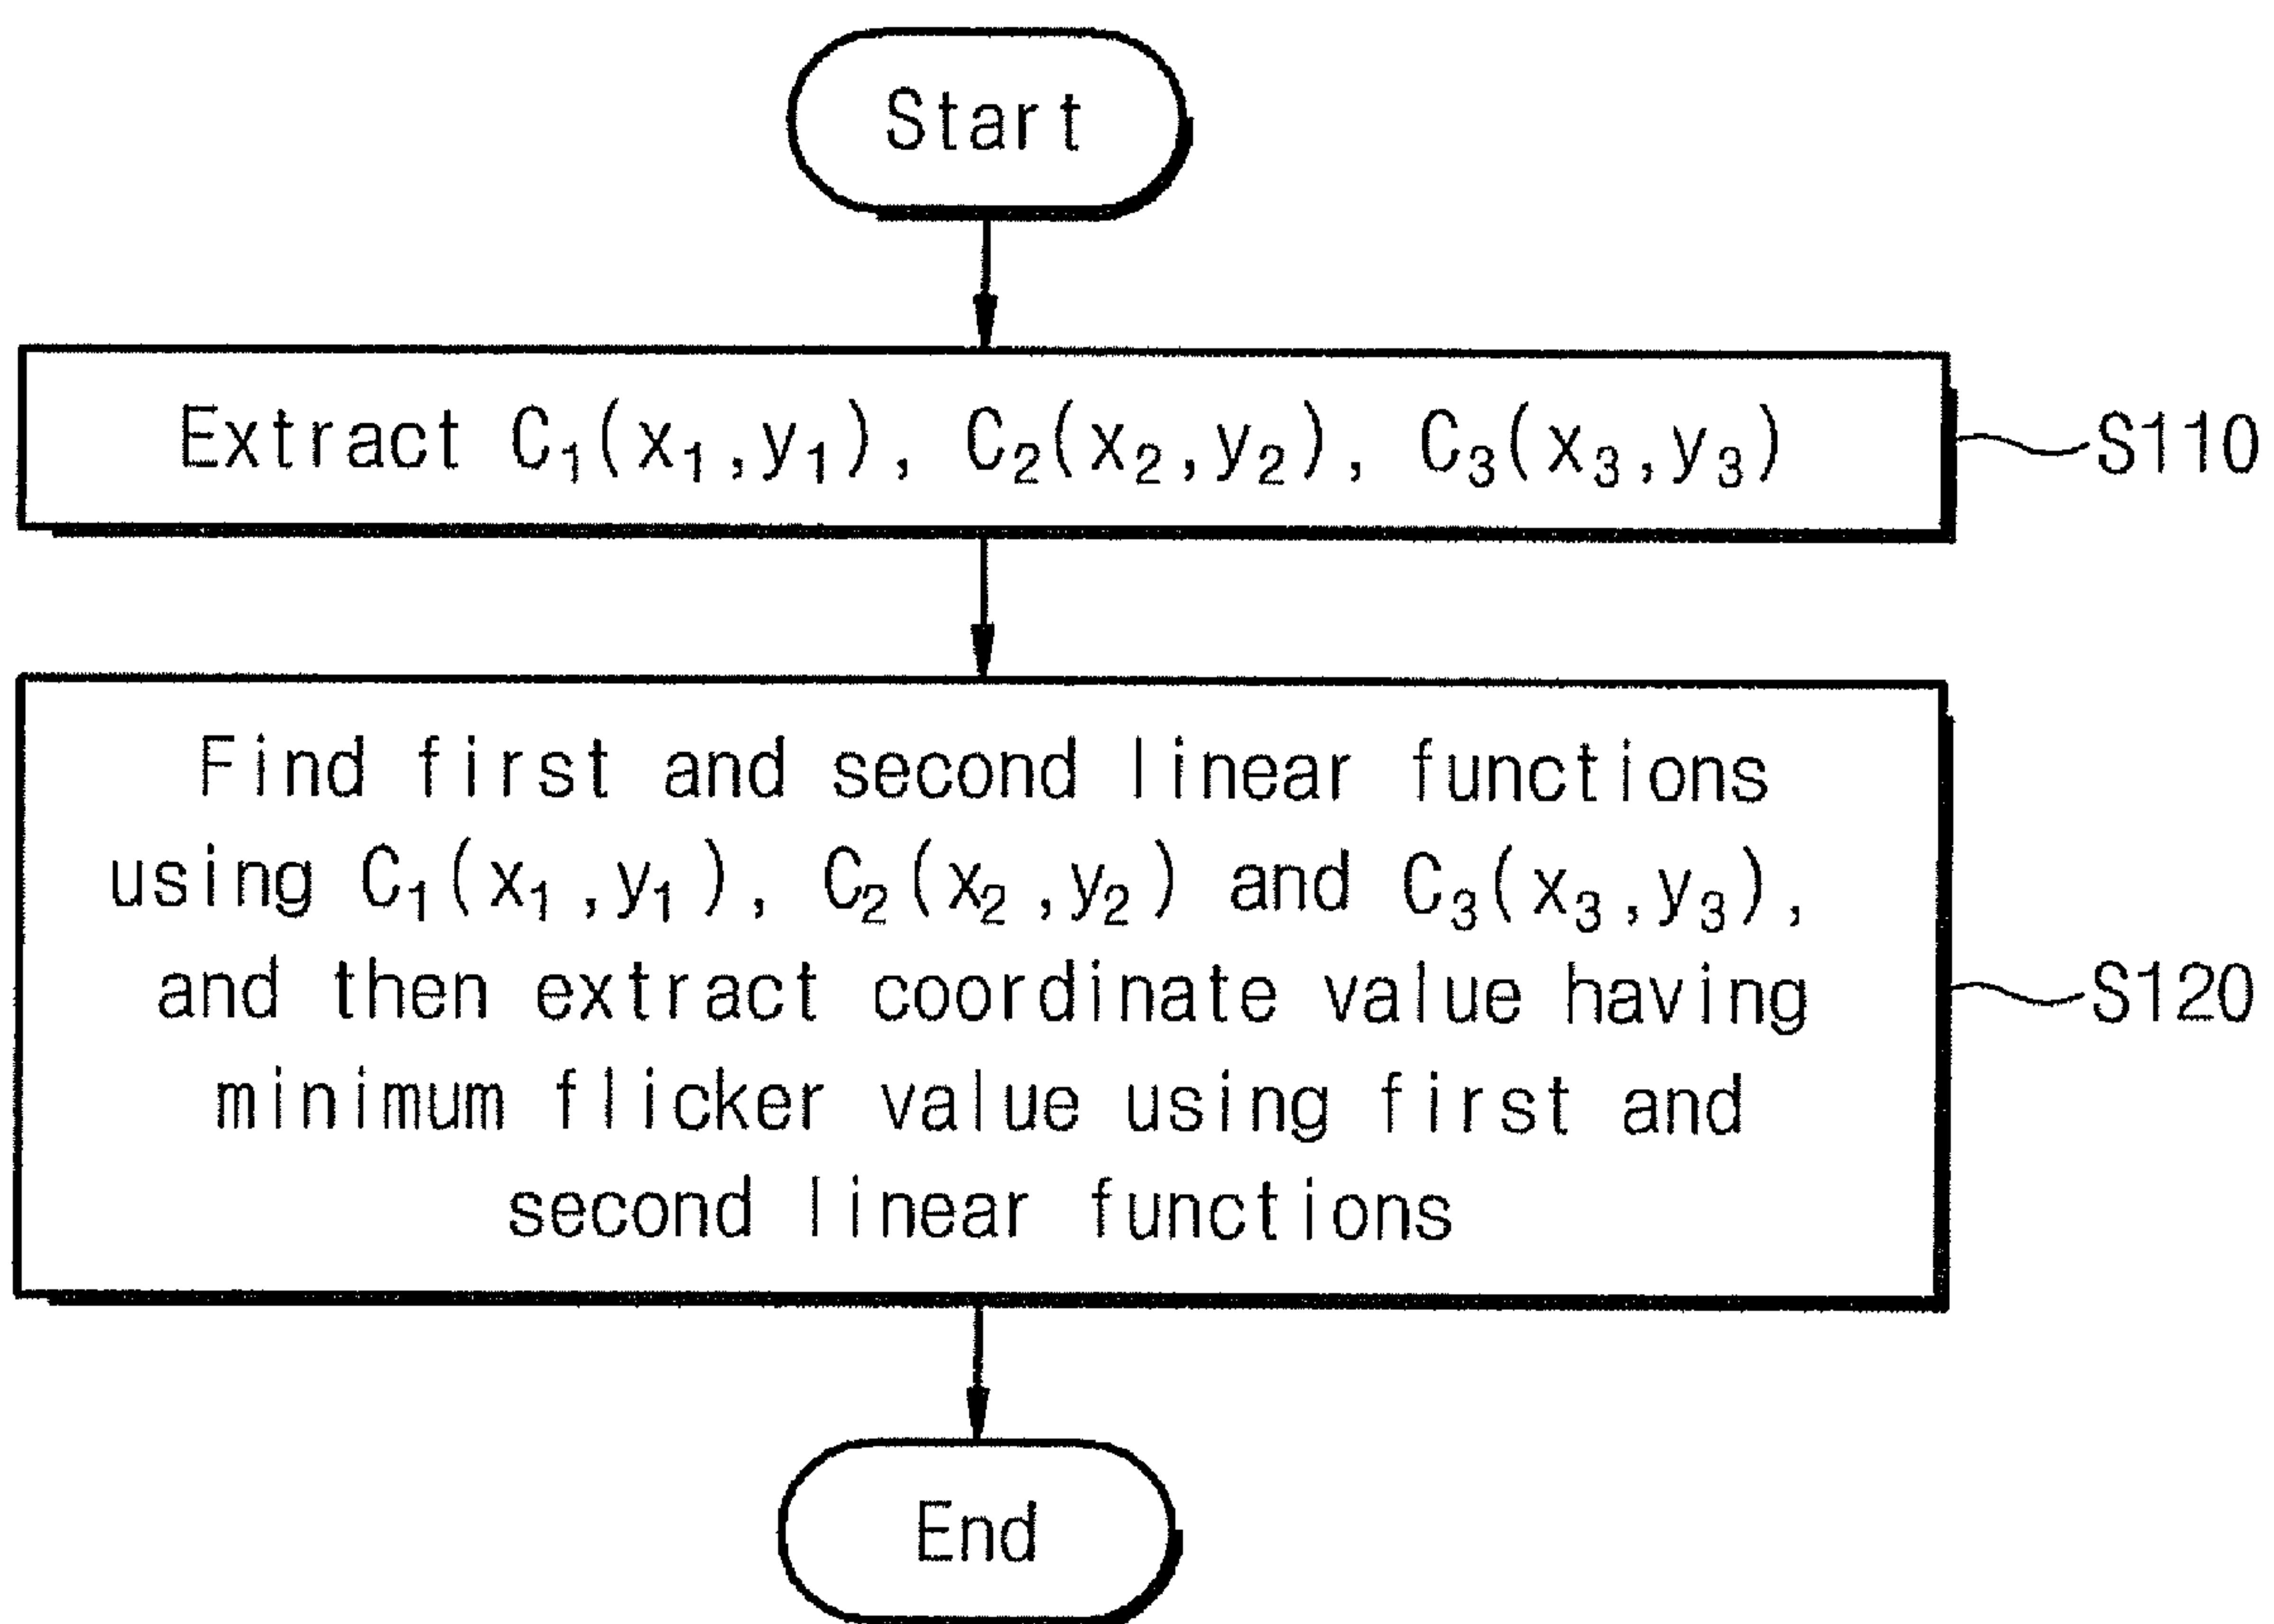 Start
Extract C₁(x₁,y₁), C₂(x₂,y₂), C₃(x₃,y₃)
S110
Find first and second linear functions
using C₁(x₁,y₁), C₂(x₂,y₂) and C₃(x₃,y₃),
and then extract coordinate value having
minimum flicker value using first and
second linear functions
S120
End